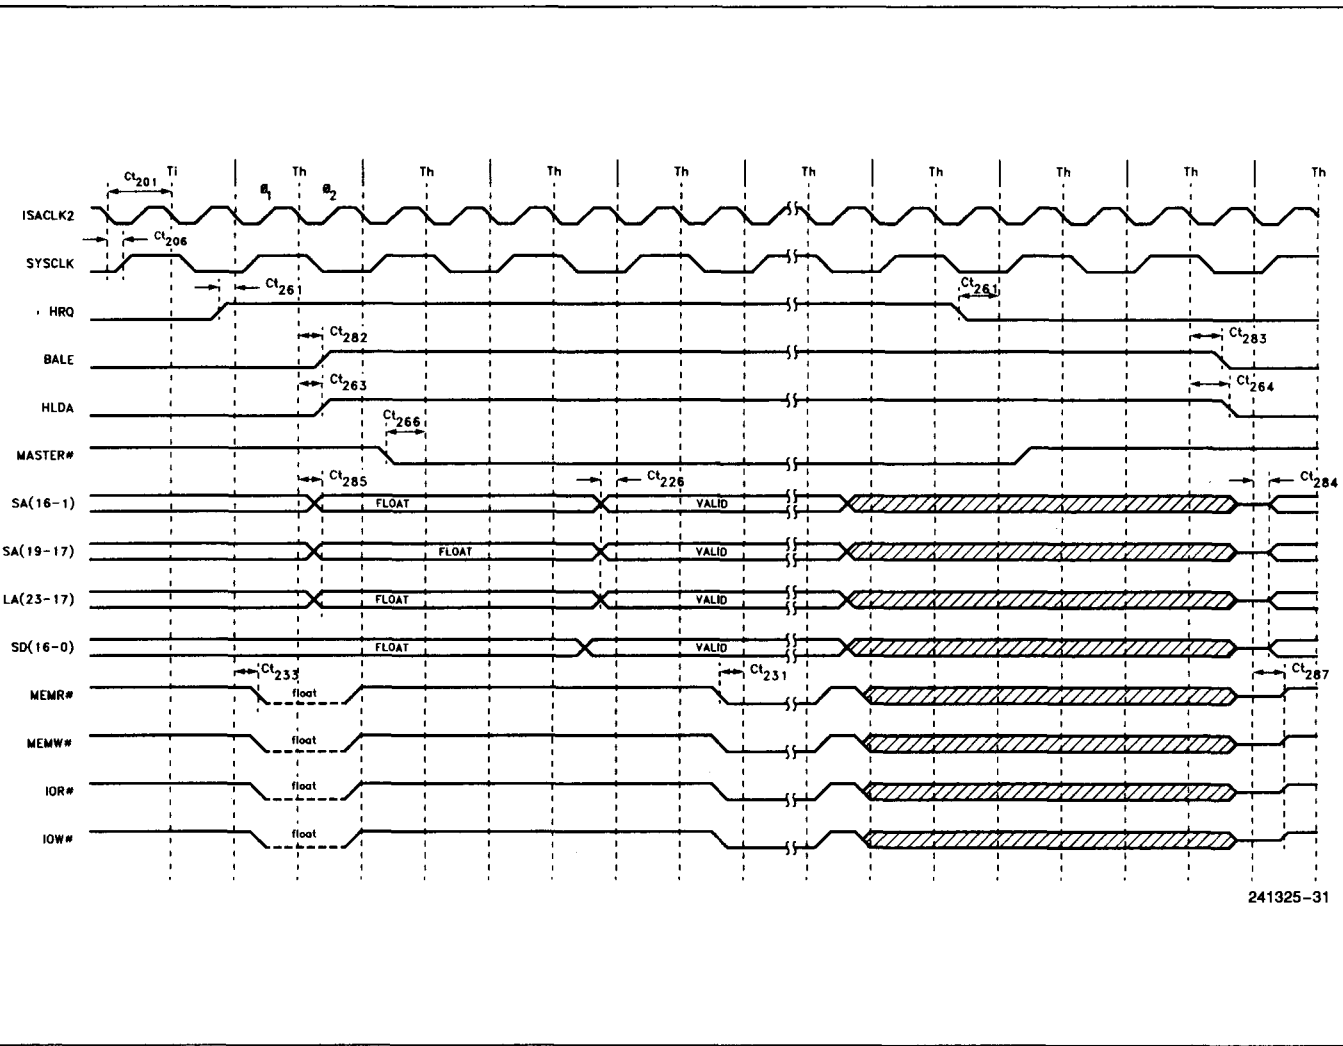 Ct201 Ti Th Th Th Th Th Th Th Th Th
Ø1 Ø2
ISACLK2
Ct206
SYSCLK
Ct261 Ct261
HRQ
Ct282 Ct283
BALE
Ct263 Ct264
HLDA
Ct266
MASTER#
Ct285 Ct226 Ct284
SA(16-1) FLOAT VALID
SA(19-17) FLOAT VALID
LA(23-17) FLOAT VALID
SD(16-0) FLOAT VALID
Ct233 Ct231 Ct287
MEMR# float
MEMW# float
IOR# float
IOW# float
241325-31